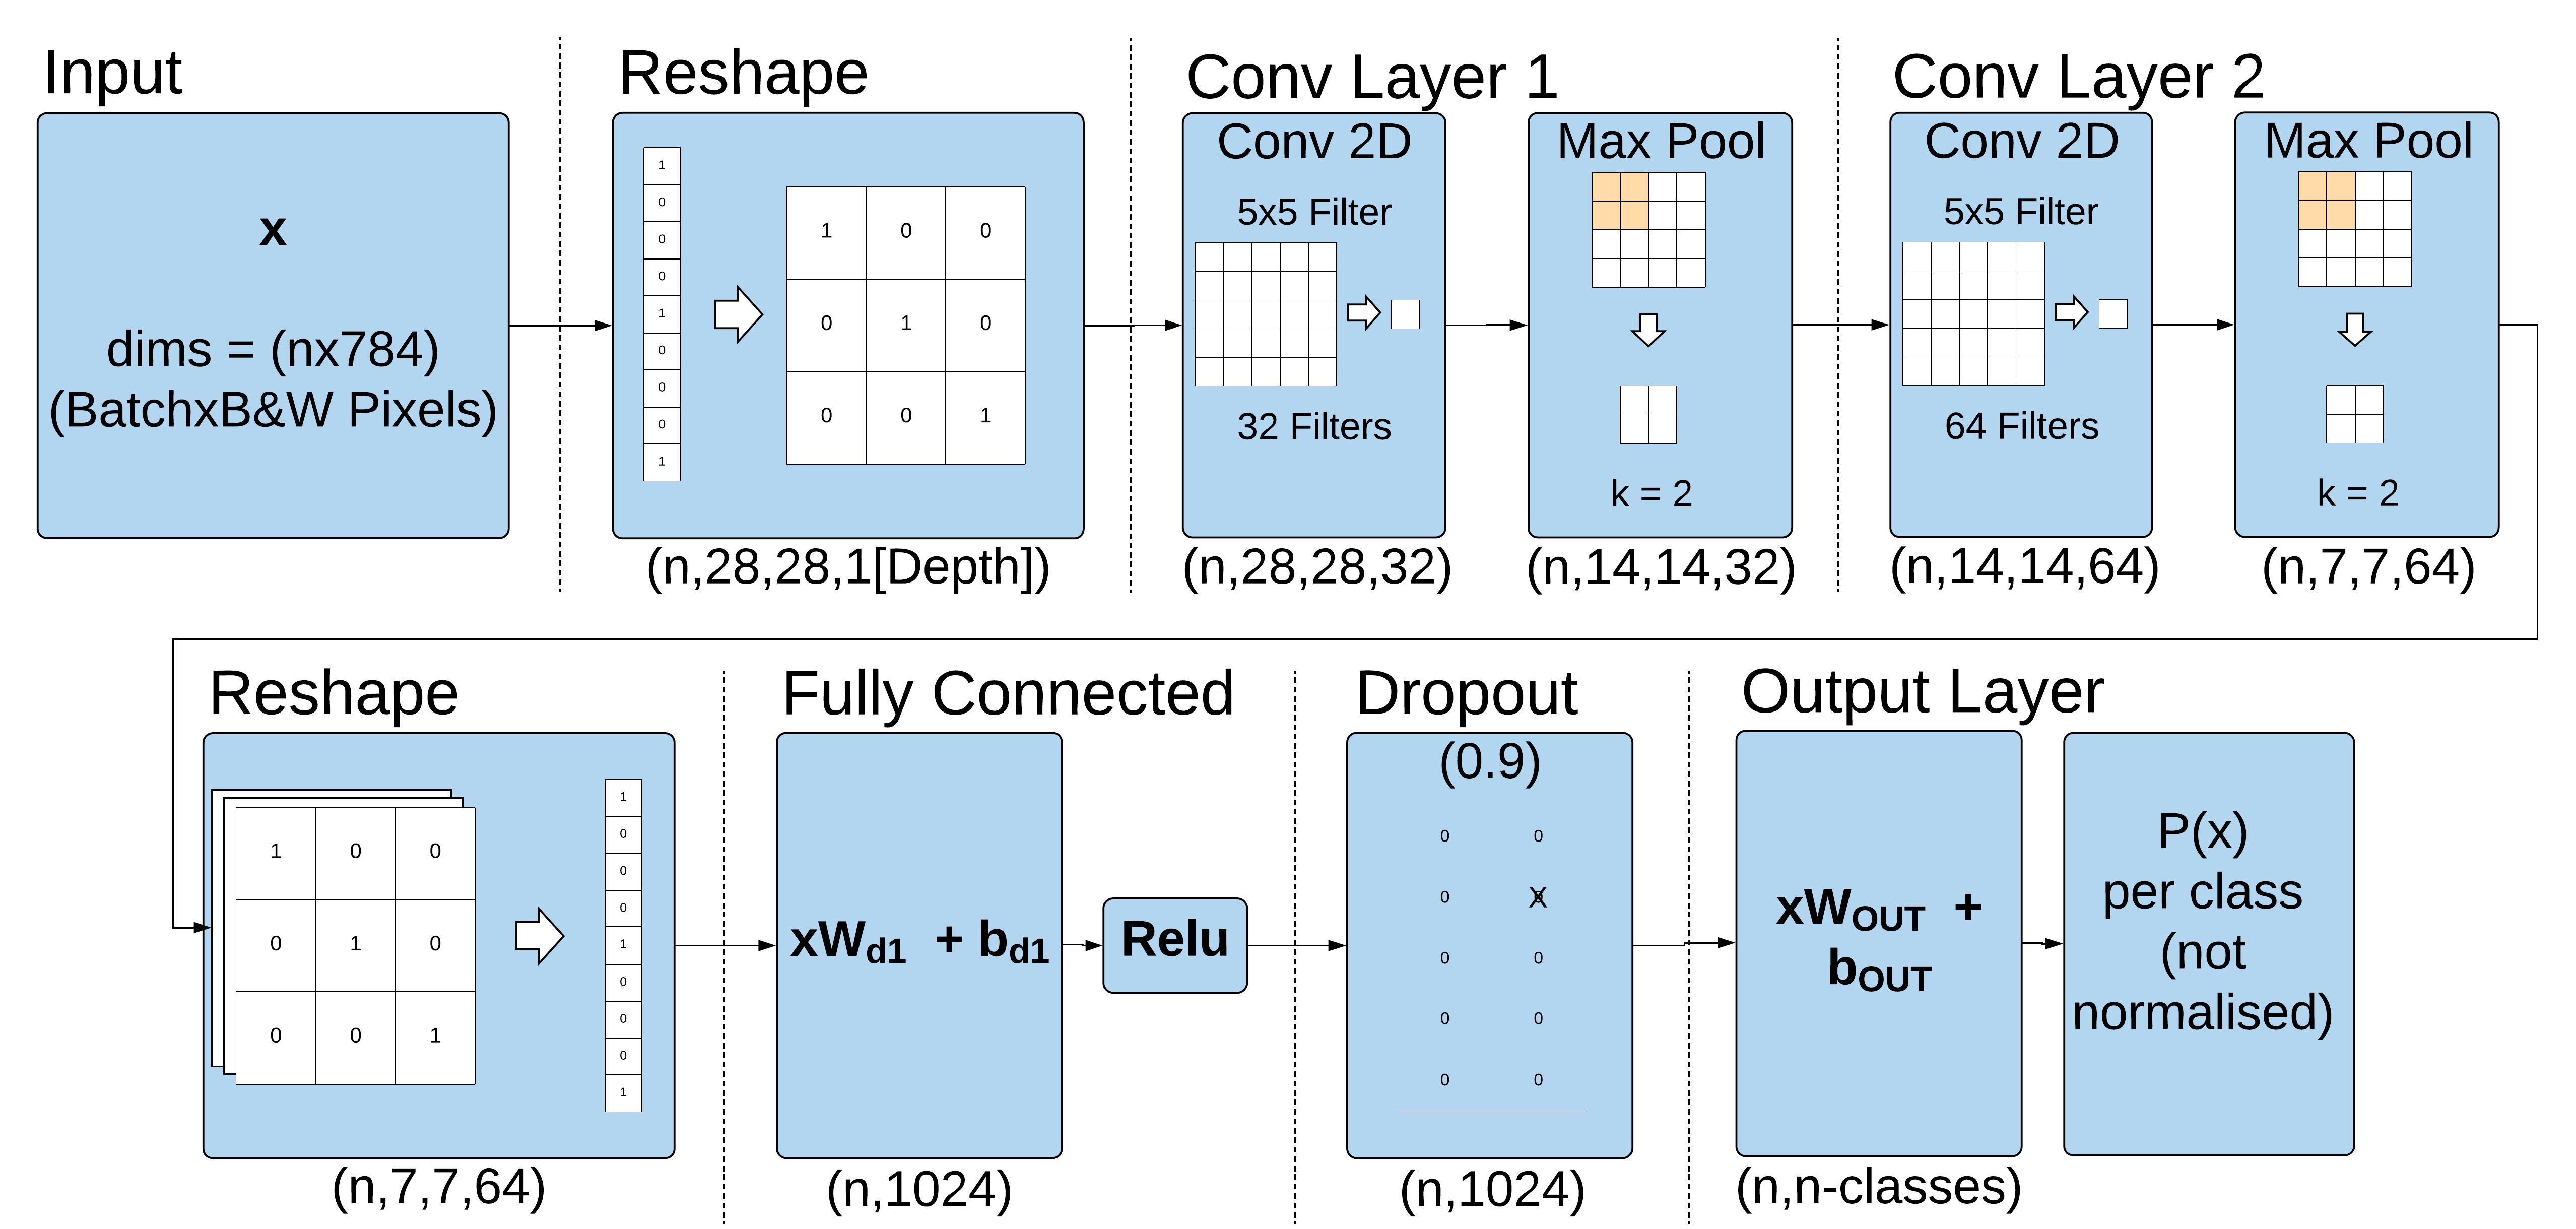 Input
x
dims = (nx784)
(BatchxB&W Pixels)
Reshape
1
0
0
0
1
0
0
0
1
1 0 0
0 1 0
0 0 1
(n,28,28,1[Depth])
Conv Layer 1
Conv 2D
5x5 Filter
32 Filters
(n,28,28,32)
Max Pool
k = 2
(n,14,14,32)
Conv Layer 2
Conv 2D
5x5 Filter
64 Filters
(n,14,14,64)
Max Pool
k = 2
(n,7,7,64)
Reshape
1 0 0
0 1 0
0 0 1
1
0
0
0
1
0
0
0
1
(n,7,7,64)
Fully Connected
xWd1 + bd1
(n,1024)
Relu
Dropout
(0.9)
0 0
0 0 X
0 0
0 0
0 0
(n,1024)
Output Layer
xWOUT +
bOUT
(n,n-classes)
P(x)
per class
(not
normalised)